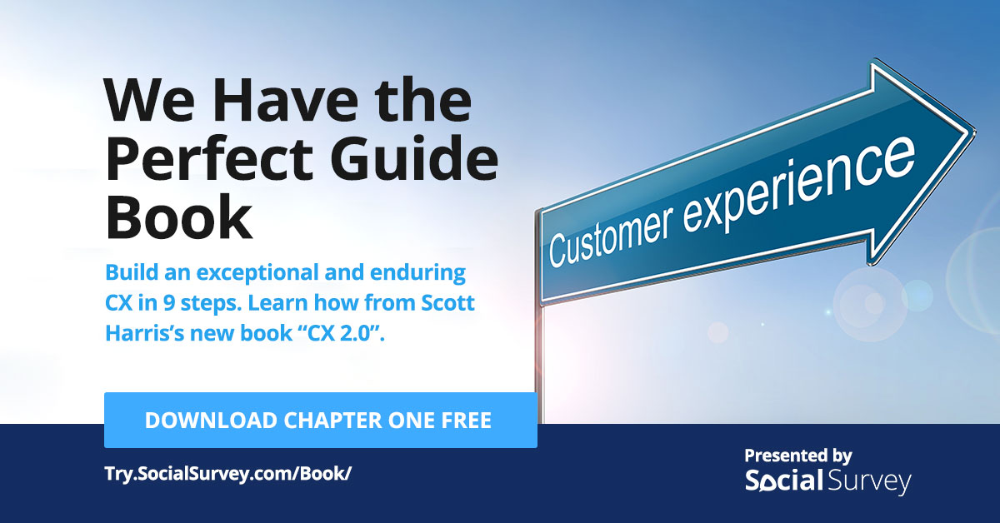 We Have the
Perfect Guide
Book
Build an exceptional and enduring
CX in 9 steps. Learn how from Scott
Harris’s new book “CX 2.0”.
DOWNLOAD CHAPTER ONE FREE
Try.SocialSurvey.com/Book/
Customer experience
Presented by
SocialSurvey